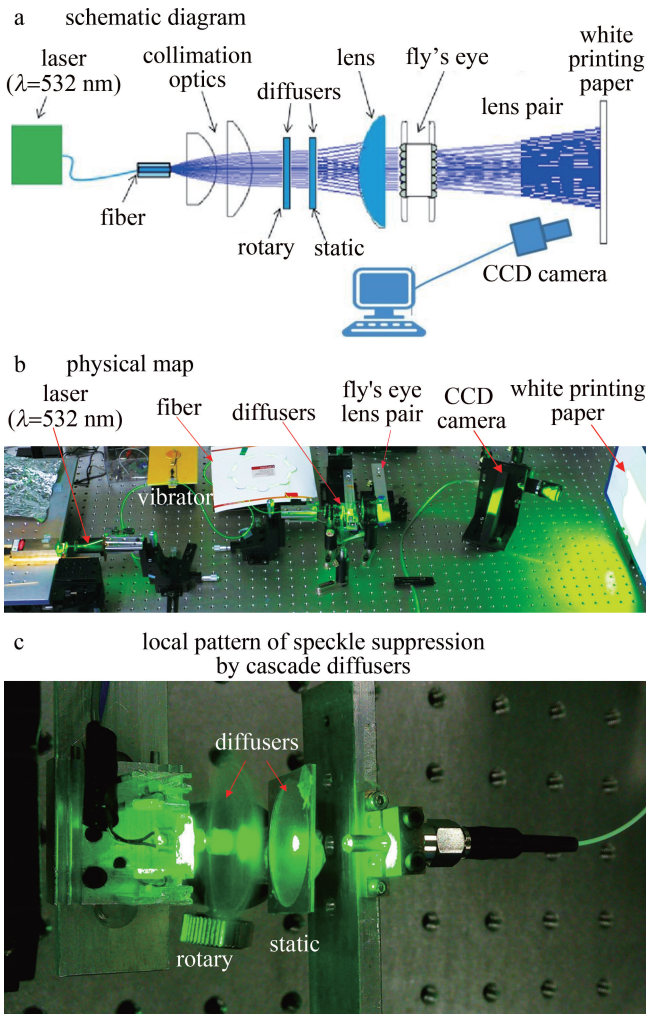 a schematic diagram
laser
(λ=532 nm)
collimation
optics
diffusers
lens
fly's eye
lens pair
white
printing
paper
fiber
rotary
static
CCD camera
b physical map
laser
(λ=532 nm)
fiber
diffusers
fly's eye
lens pair
CCD
camera
white printing
paper
vibrator
c local pattern of speckle suppression
by cascade diffusers
diffusers
rotary
static